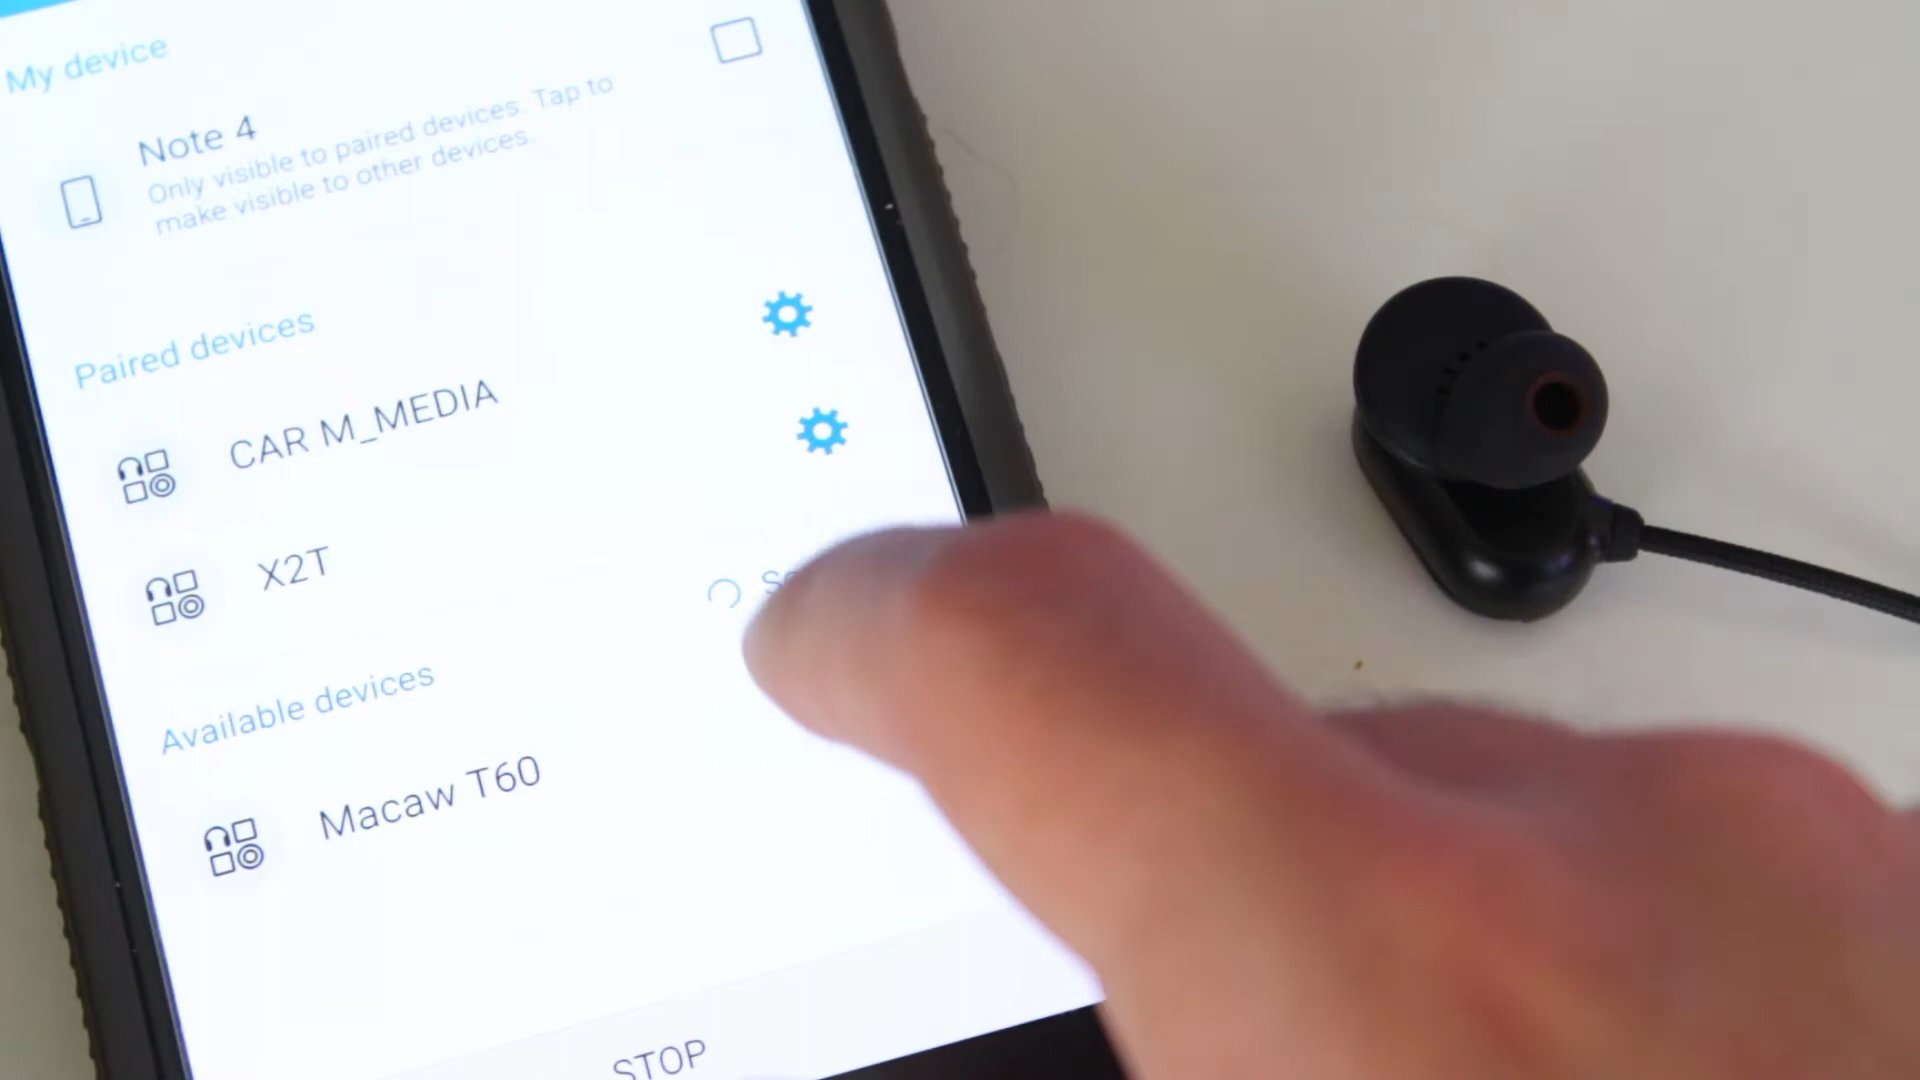 My device
Note 4
Only visible to paired devices. Tap to
make visible to other devices.
Paired devices
CAR M_MEDIA
X2T
Available devices
Macaw T60
STOP